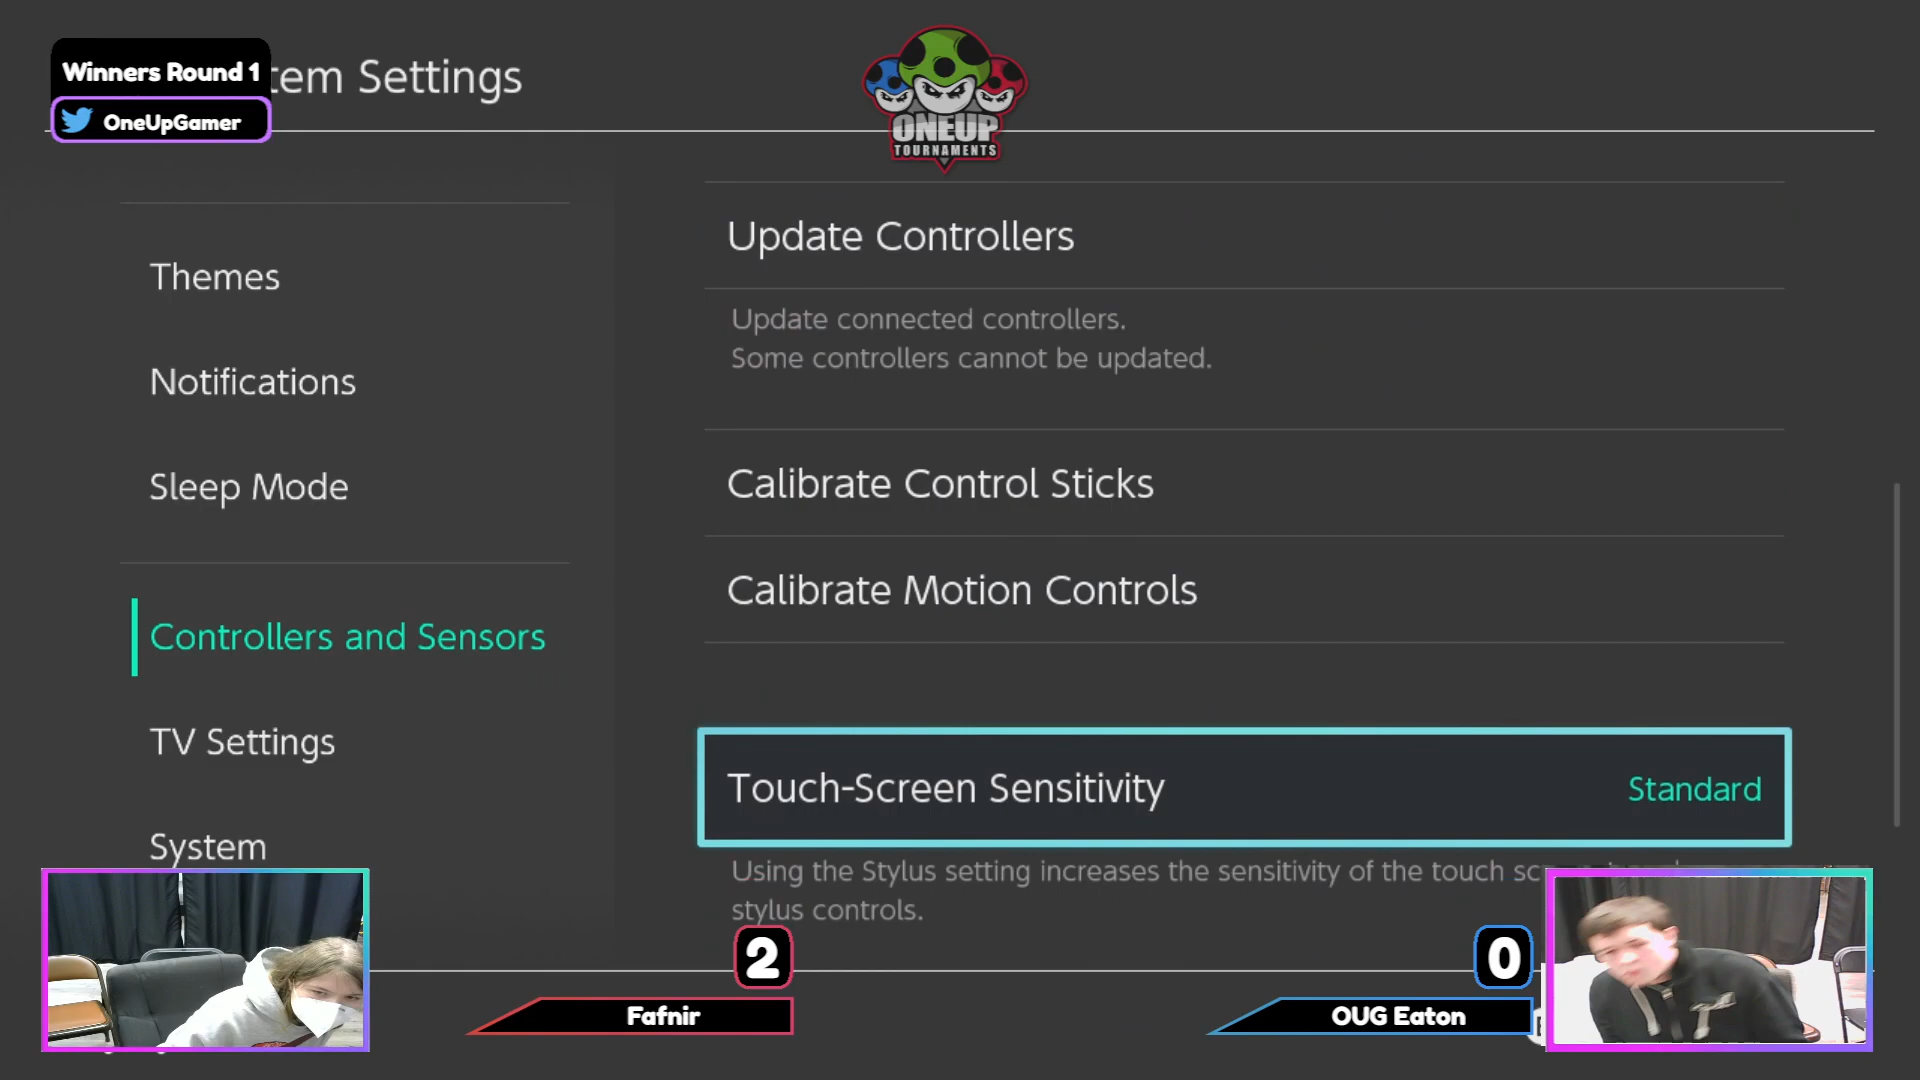 Winners Round 1
tem Settings
OneUpGamer
ONEUP
TOURNAMENTS
Themes
Notifications
Sleep Mode
Controllers and Sensors
TV Settings
System
Update Controllers
Update connected controllers.
Some controllers cannot be updated.
Calibrate Control Sticks
Calibrate Motion Controls
Touch-Screen Sensitivity Standard
Using the Stylus setting increases the sensitivity of the touch
stylus controls.
2
0
Fafnir
OUG Eaton